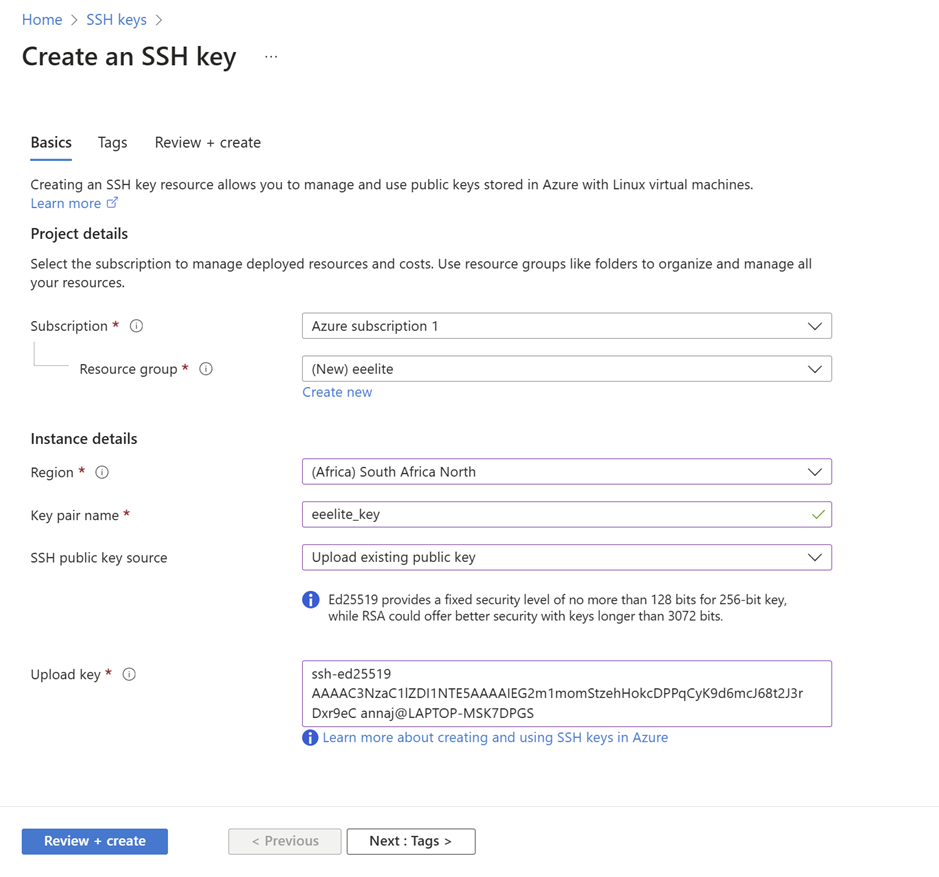 Home > SSH keys >
Create an SSH key ...
Basics Tags Review + create
Creating an SSH key resource allows you to manage and use public keys stored in Azure with Linux virtual machines.
Learn more
Project details
Select the subscription to manage deployed resources and costs. Use resource groups like folders to organize and manage all
your resources.
Subscription * Azure subscription 1
Resource group * (New) eeelite
Create new
Instance details
Region * (Africa) South Africa North
Key pair name * eeelite_key
SSH public key source Upload existing public key
Ed25519 provides a fixed security level of no more than 128 bits for 256-bit key,
while RSA could offer better security with keys longer than 3072 bits.
Upload key * ssh-ed25519
AAAAC3NzaC1lZDI1NTE5AAAAIEG2m1momStzehHokcDPPqCyK9d6mcJ68t2J3r
Dxr9eC annaj@LAPTOP-MSK7DPGS
Learn more about creating and using SSH keys in Azure
Review + create < Previous Next : Tags >